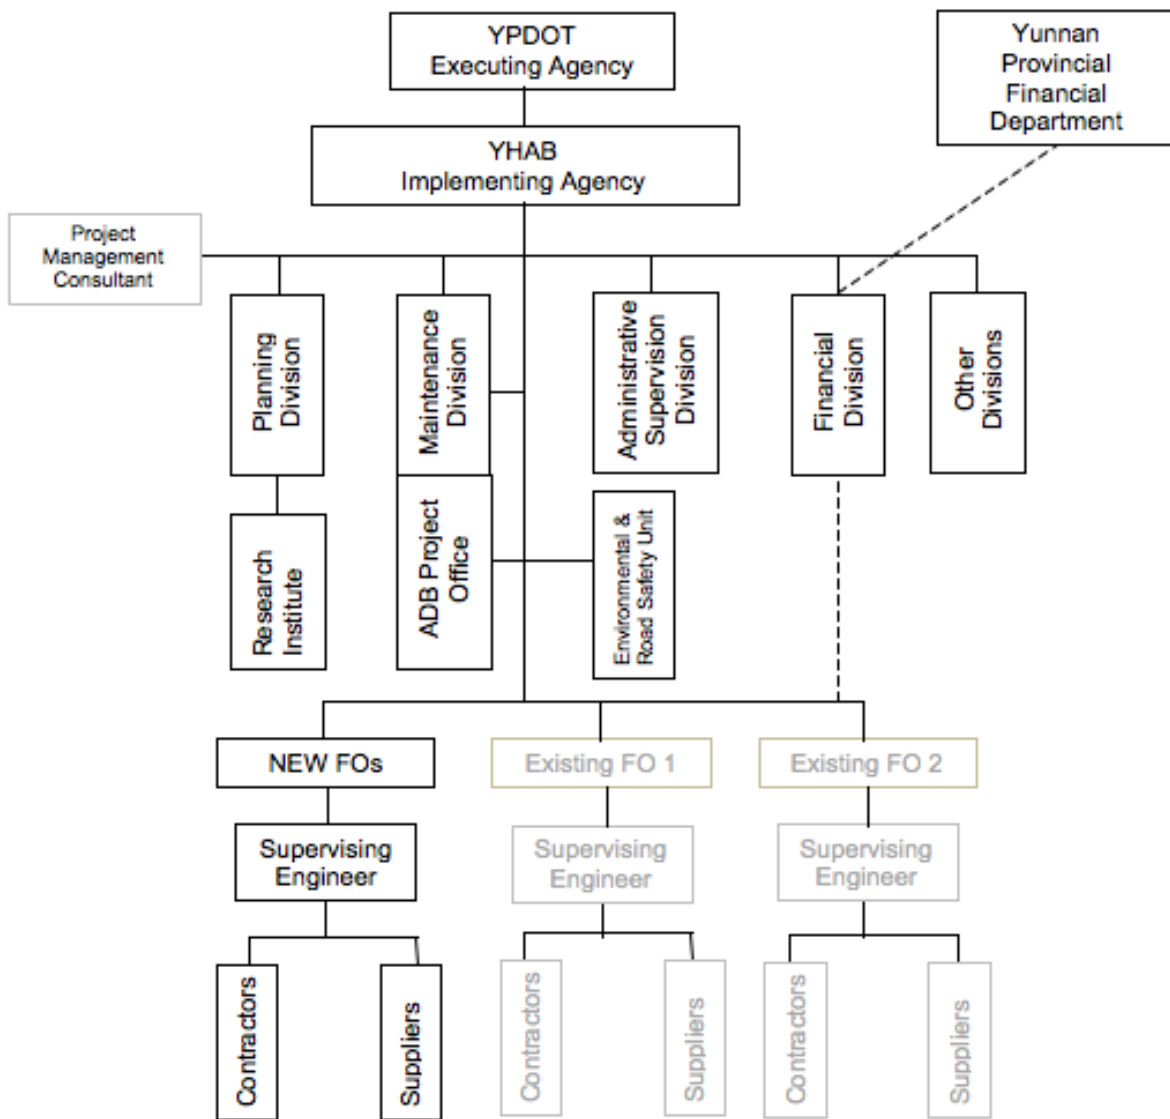 YPDOT
Executing Agency
Yunnan
Provincial
Financial
Department
YHAB
Implementing Agency
Project
Management
Consultant
Planning
Division
Maintenance
Division
Administrative
Supervision
Division
Financial
Division
Other
Divisions
Research
Institute
ADB Project
Office
Environmental &
Road Safety Unit
NEW FOs
Existing FO 1
Existing FO 2
Supervising
Engineer
Supervising
Engineer
Supervising
Engineer
Contractors
Suppliers
Contractors
Suppliers
Contractors
Suppliers